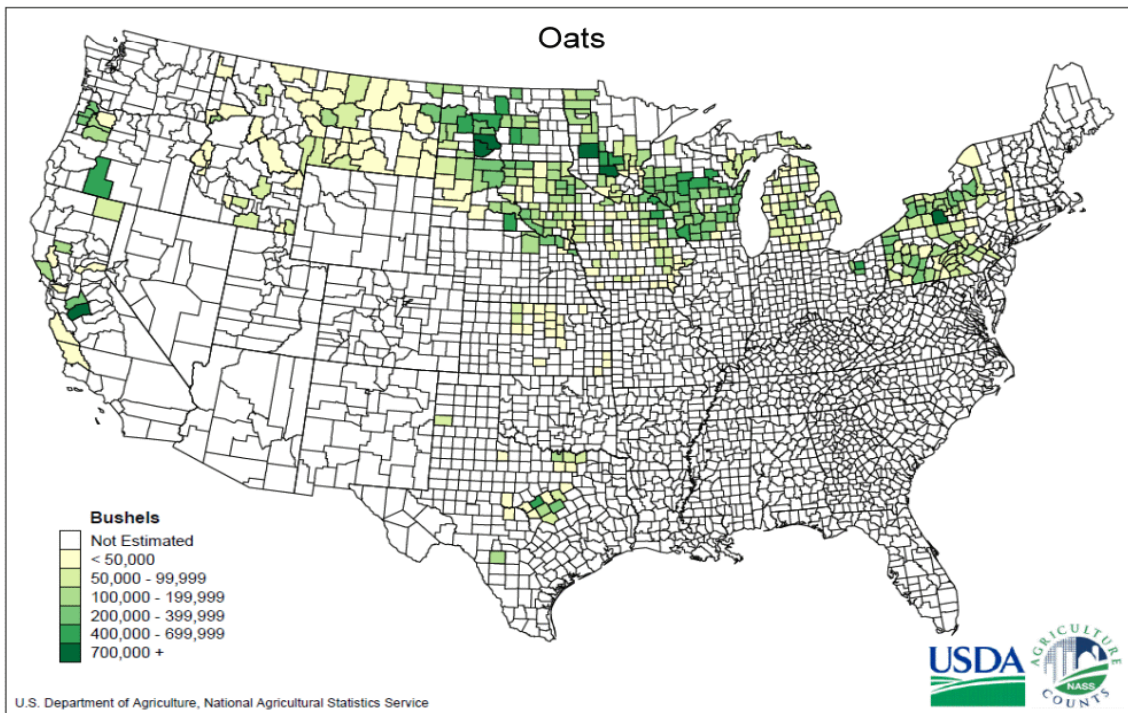 Oats
Bushels
Not Estimated
< 50,000
50,000 - 99,999
100,000 - 199,999
200,000 - 399,999
400,000 - 699,999
700,000 +
USDA
AGRICULTURE
NASS
COUNTS
U.S. Department of Agriculture, National Agricultural Statistics Service